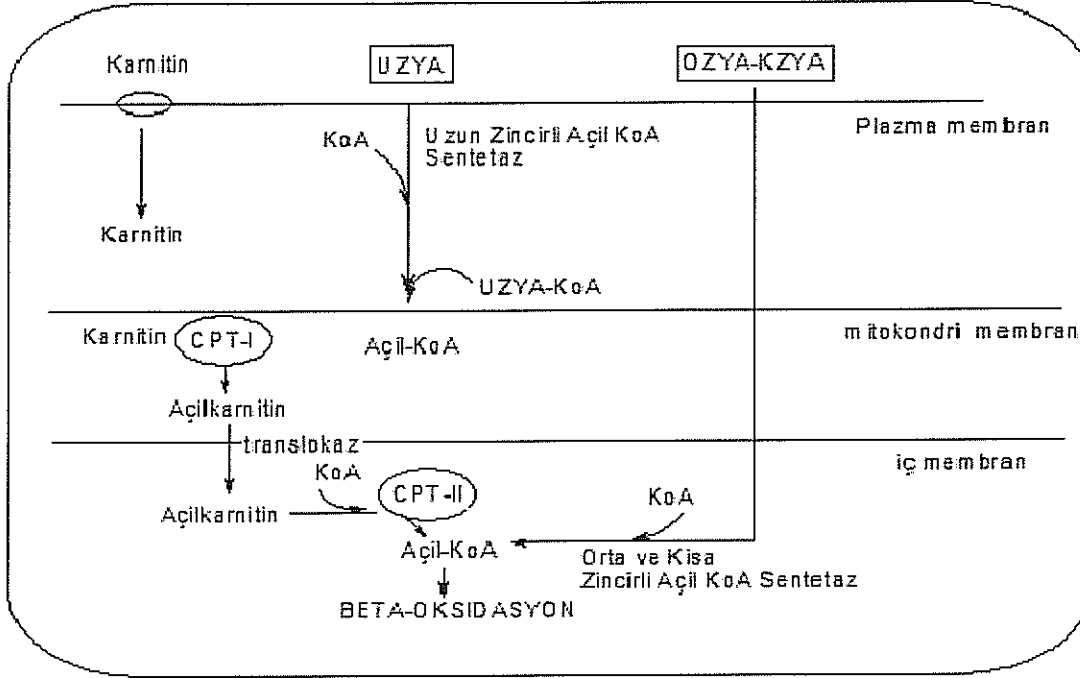 Karnitin
UZYA
OZYA-KZYA
Plazma membran
KoA
Uzun Zincirli Açil KoA
Sentetaz
Karnitin
UZYA-KoA
Karnitin
CPT-I
Açil-KoA
mitokondri membran
Açilkarnitin
translokaz
iç membran
KoA
CPT-II
KoA
Açilkarnitin
Açil-KoA
Orta ve Kisa
Zincirli Açil KoA Sentetaz
BETA-OKSIDASYON